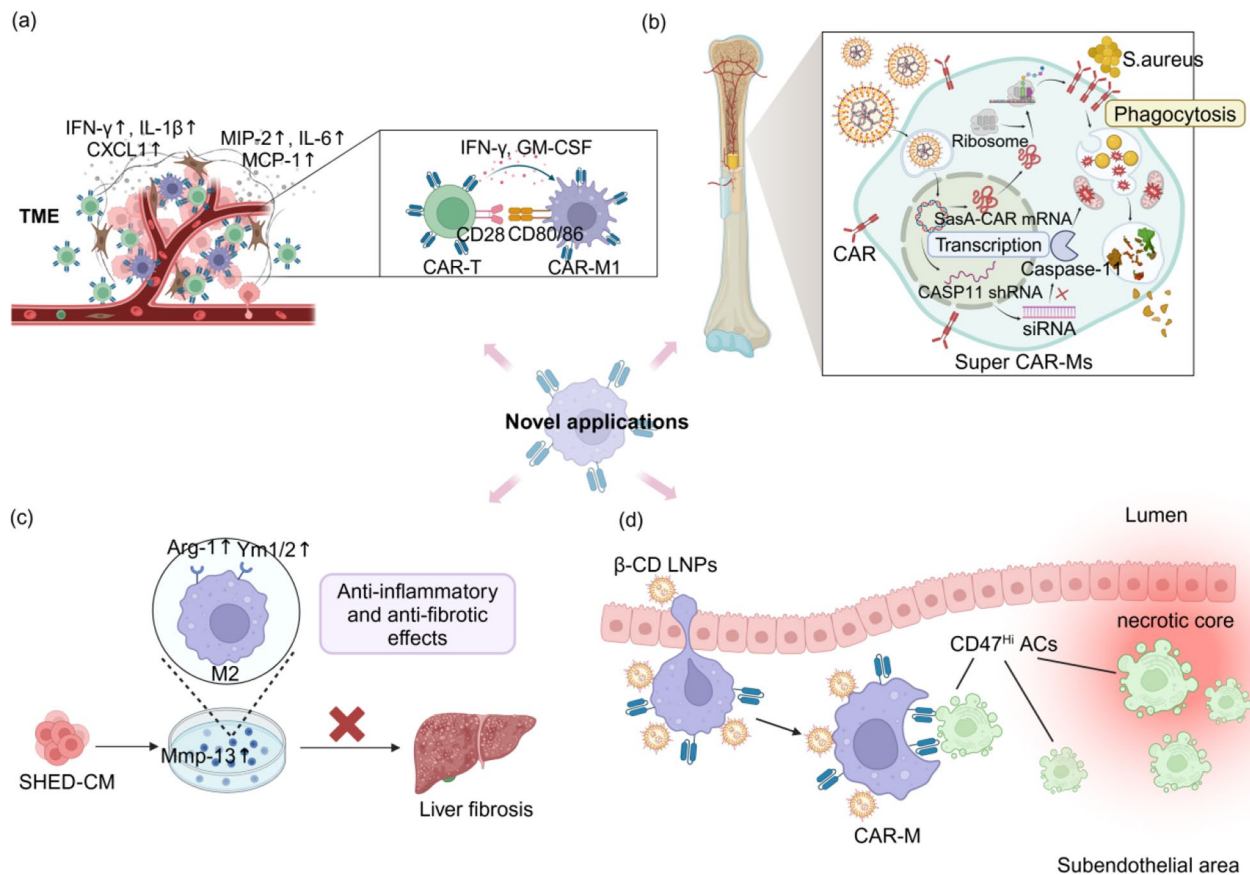 (a)
IFN-γ↑, IL-1β↑
CXCL1↑
MIP-2↑, IL-6↑
MCP-1↑
TME
IFN-γ, GM-CSF
CD28
CD80/86
CAR-T
CAR-M1
(b)
S.aureus
Phagocytosis
Ribosome
SasA-CAR mRNA
CAR
Transcription
Caspase-11
CASP11 shRNA
siRNA
Super CAR-Ms
Novel applications
(c)
Arg-1↑
Ym1/2↑
M2
Anti-inflammatory
and anti-fibrotic
effects
Mmp-13↑
SHED-CM
Liver fibrosis
(d)
Lumen
β-CD LNPs
necrotic core
CD47Hi ACs
CAR-M
Subendothelial area